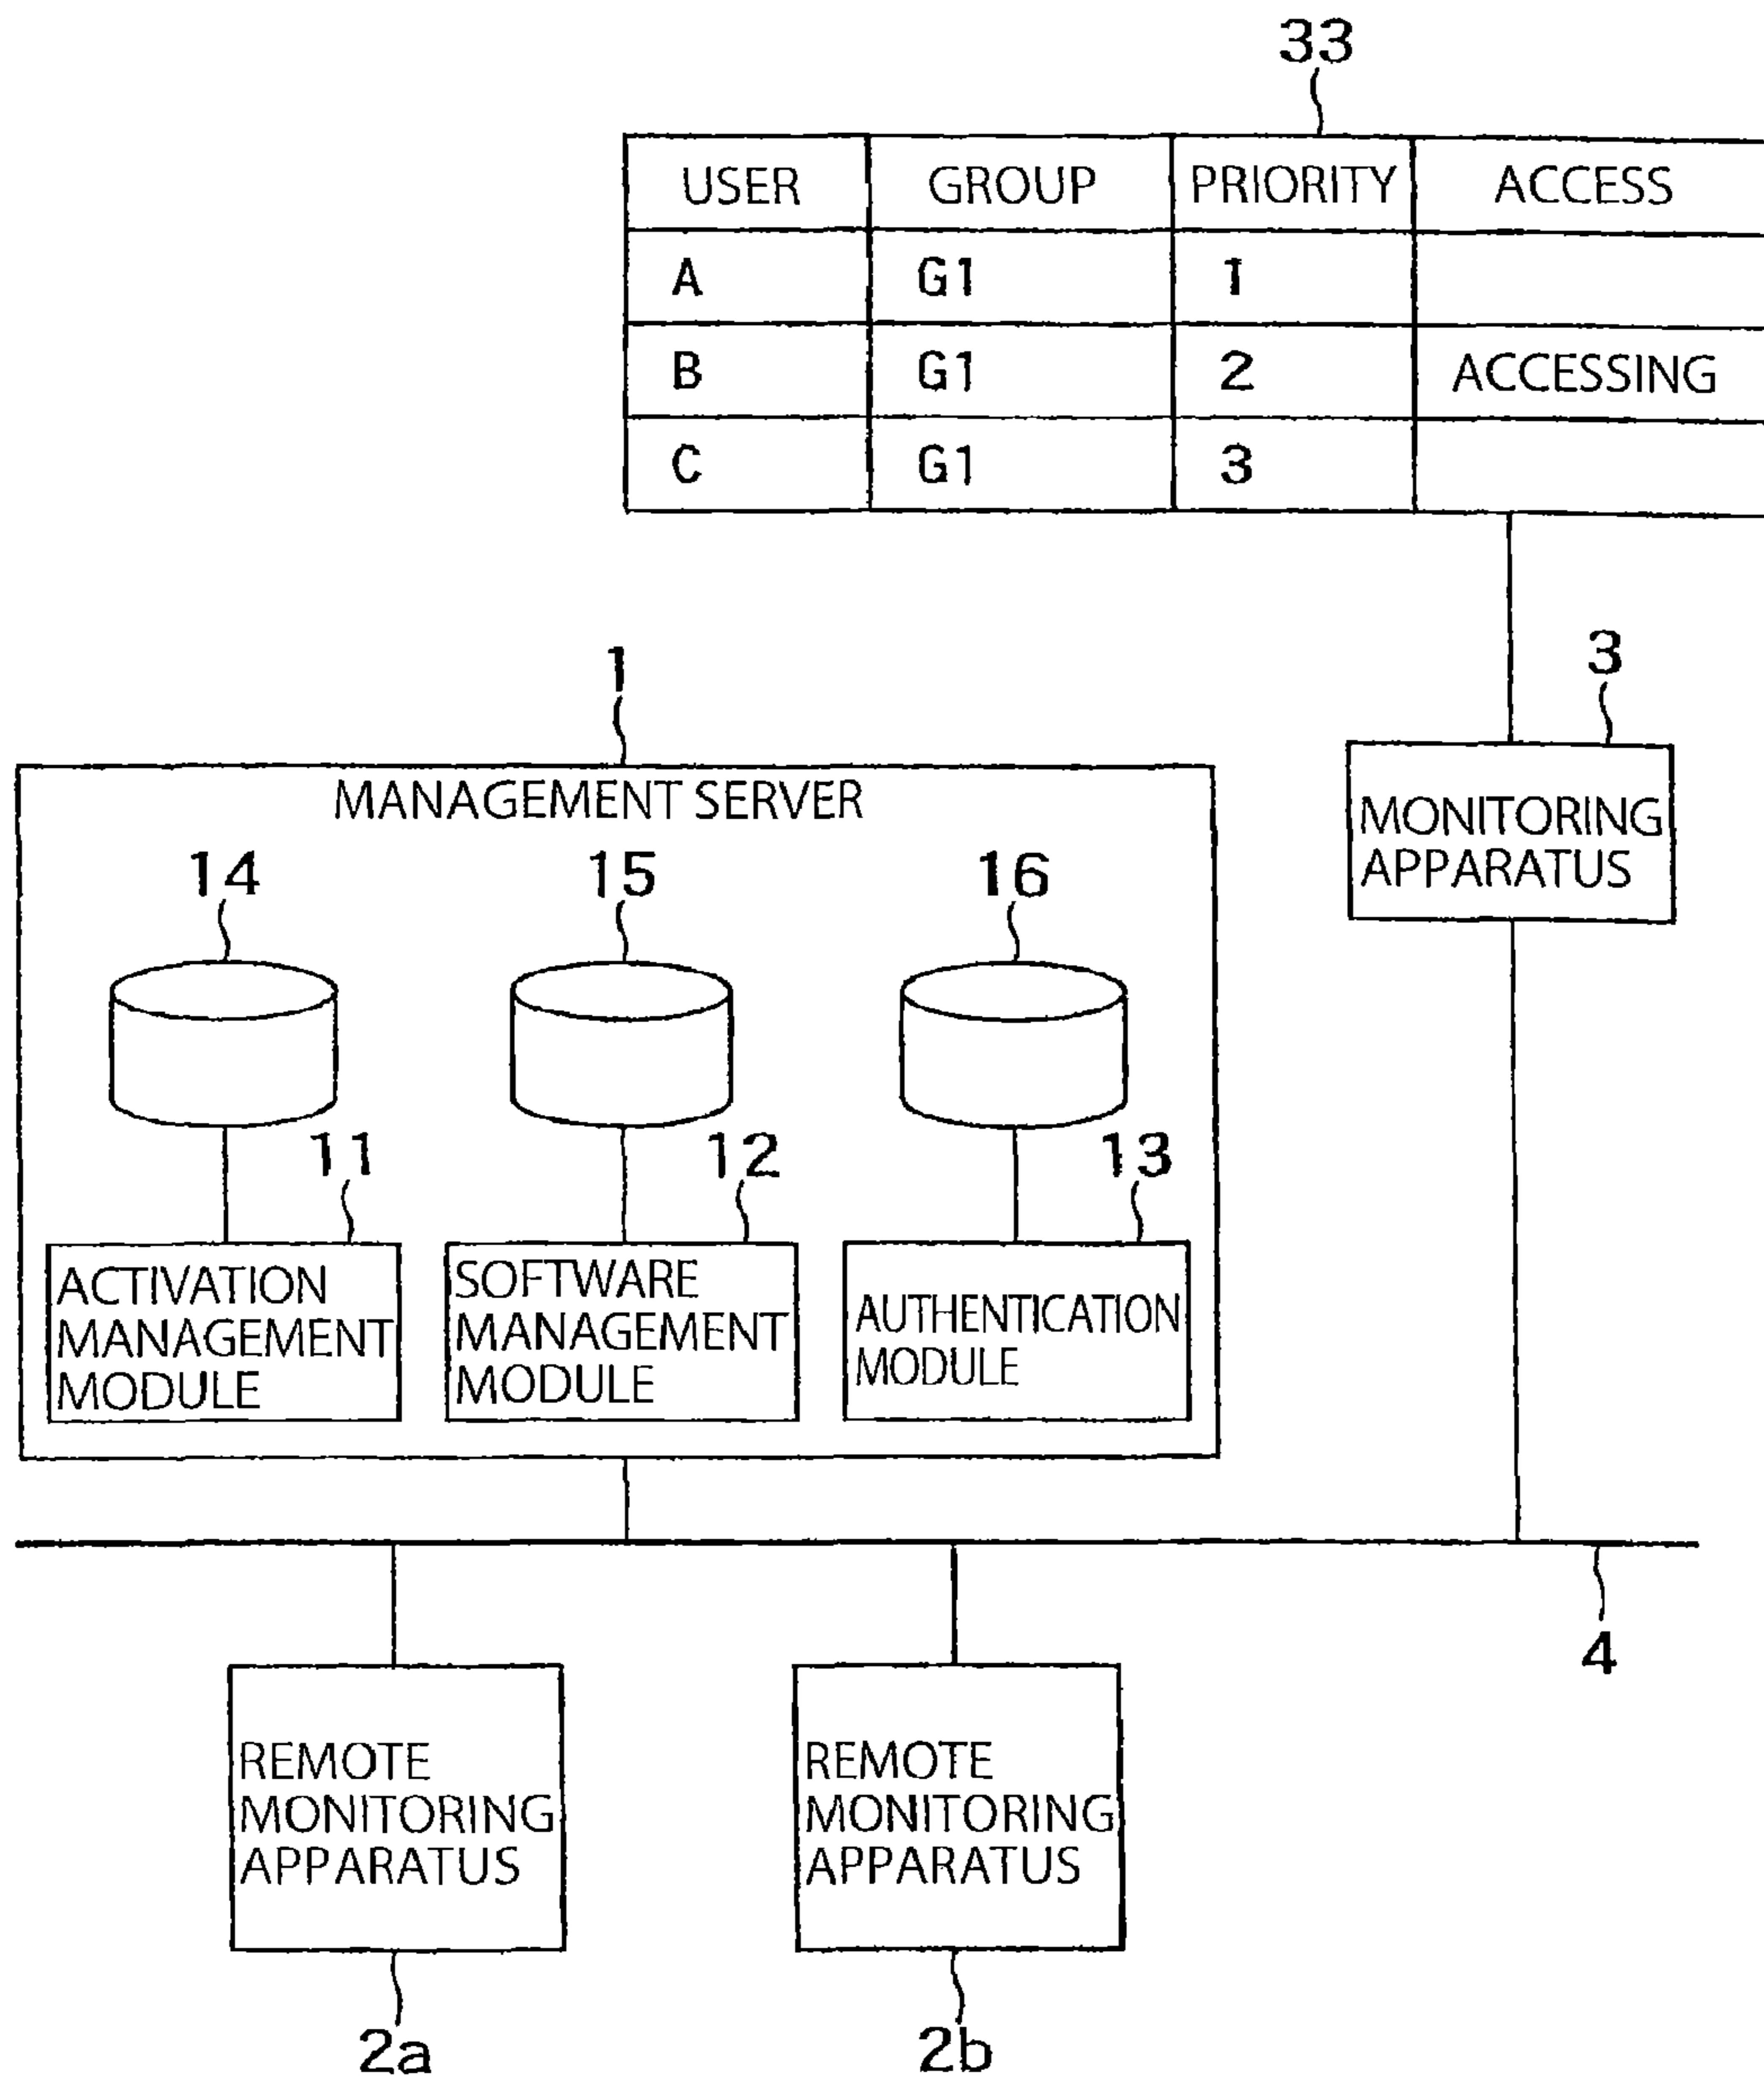 33
USER GROUP PRIORITY ACCESS
A G1 1
B G1 2 ACCESSING
C G1 3
3
MONITORING
APPARATUS
1
MANAGEMENT SERVER
14 15 16
11 12 13
ACTIVATION
MANAGEMENT
MODULE
SOFTWARE
MANAGEMENT
MODULE
AUTHENTICATION
MODULE
4
REMOTE
MONITORING
APPARATUS
2a
REMOTE
MONITORING
APPARATUS
2b